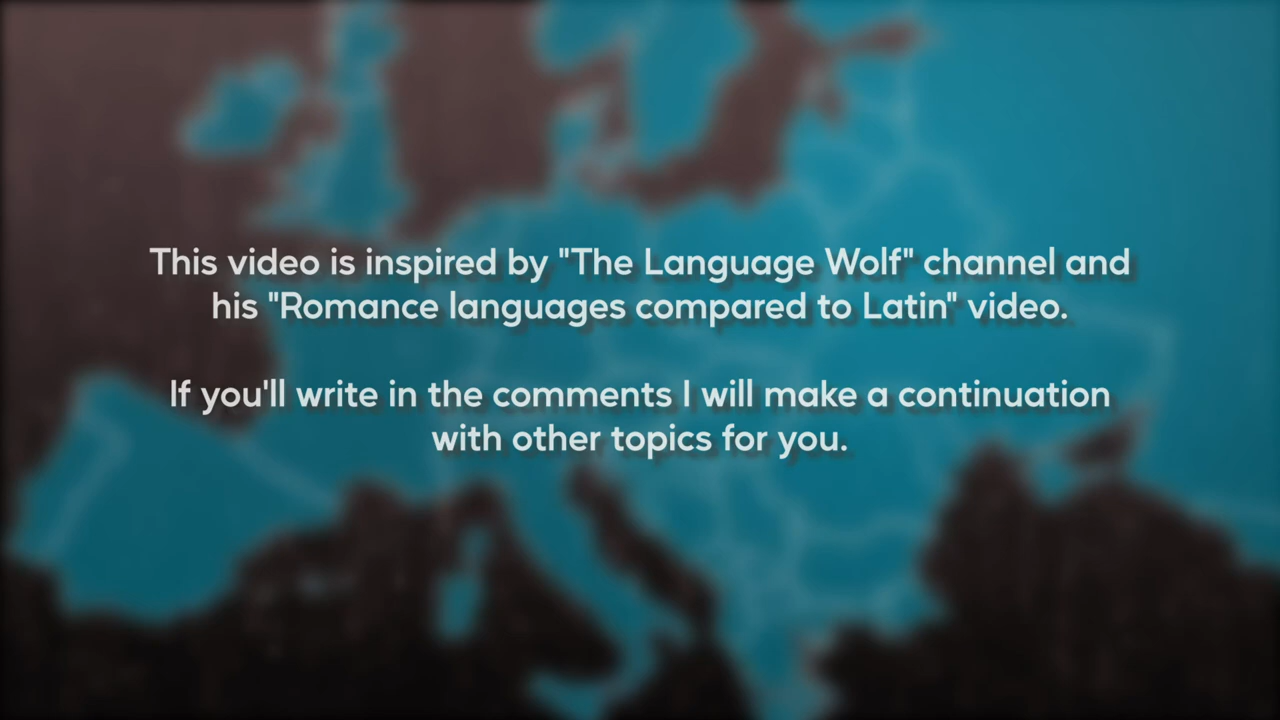 This video is inspired by "The Language Wolf" channel and
his "Romance languages compared to Latin" video.
If you'll write in the comments I will make a continuation
with other topics for you.